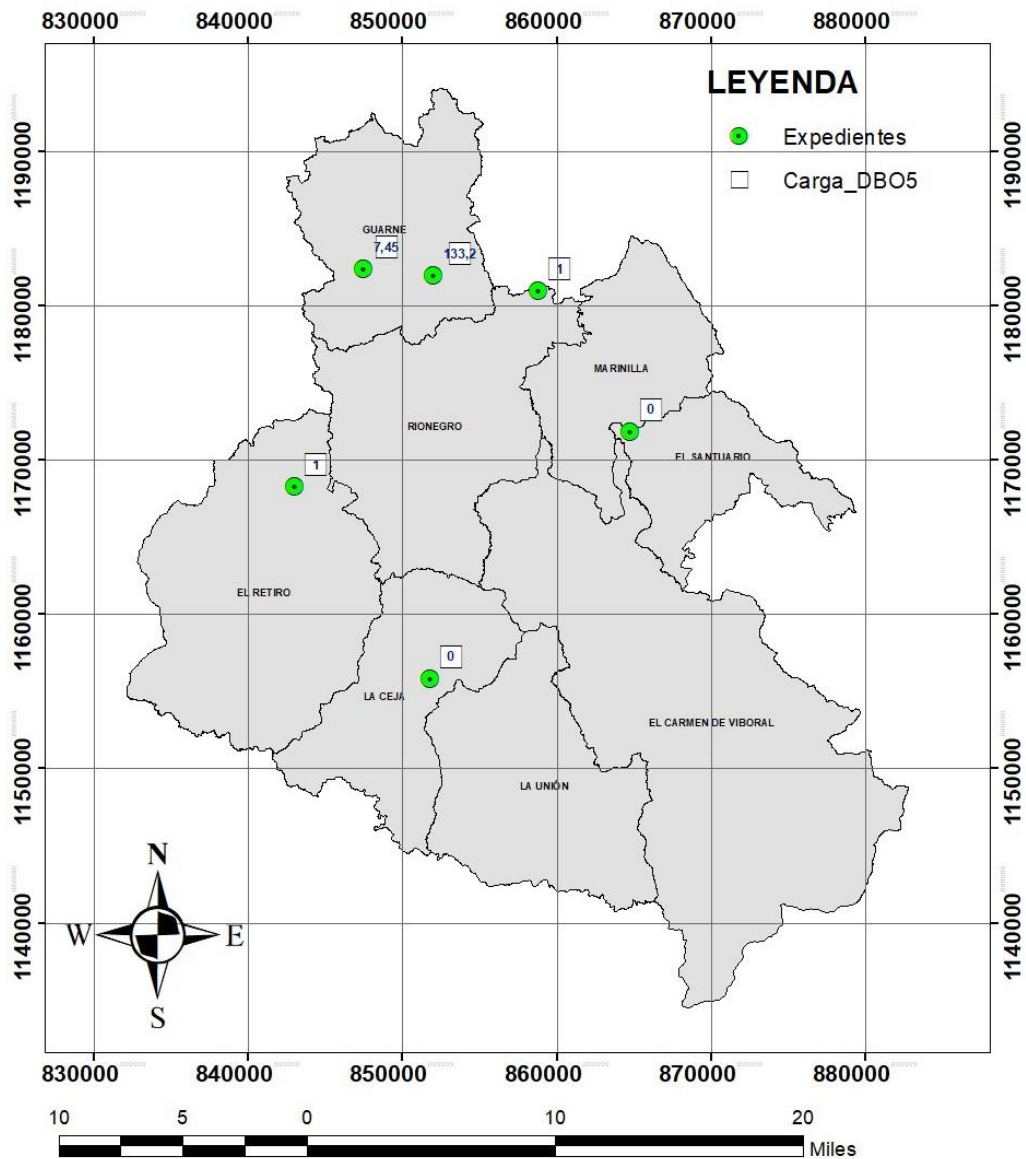 830000 840000 850000 860000 870000 880000
LEYENDA
Expedientes
Carga_DBO5
1190000
1190000
GUARNE
7,45
133,2
1
1180000
1180000
MARINILLA
0
RIONEGRO
EL SANTUARIO
1
1170000
1170000
EL RETIRO
1160000
1160000
0
LA CEJA
EL CARMEN DE VIBORAL
LA UNIÓN
1150000
1150000
N
W E
S
1140000
1140000
830000 840000 850000 860000 870000 880000
10 5 0 10 20
Miles